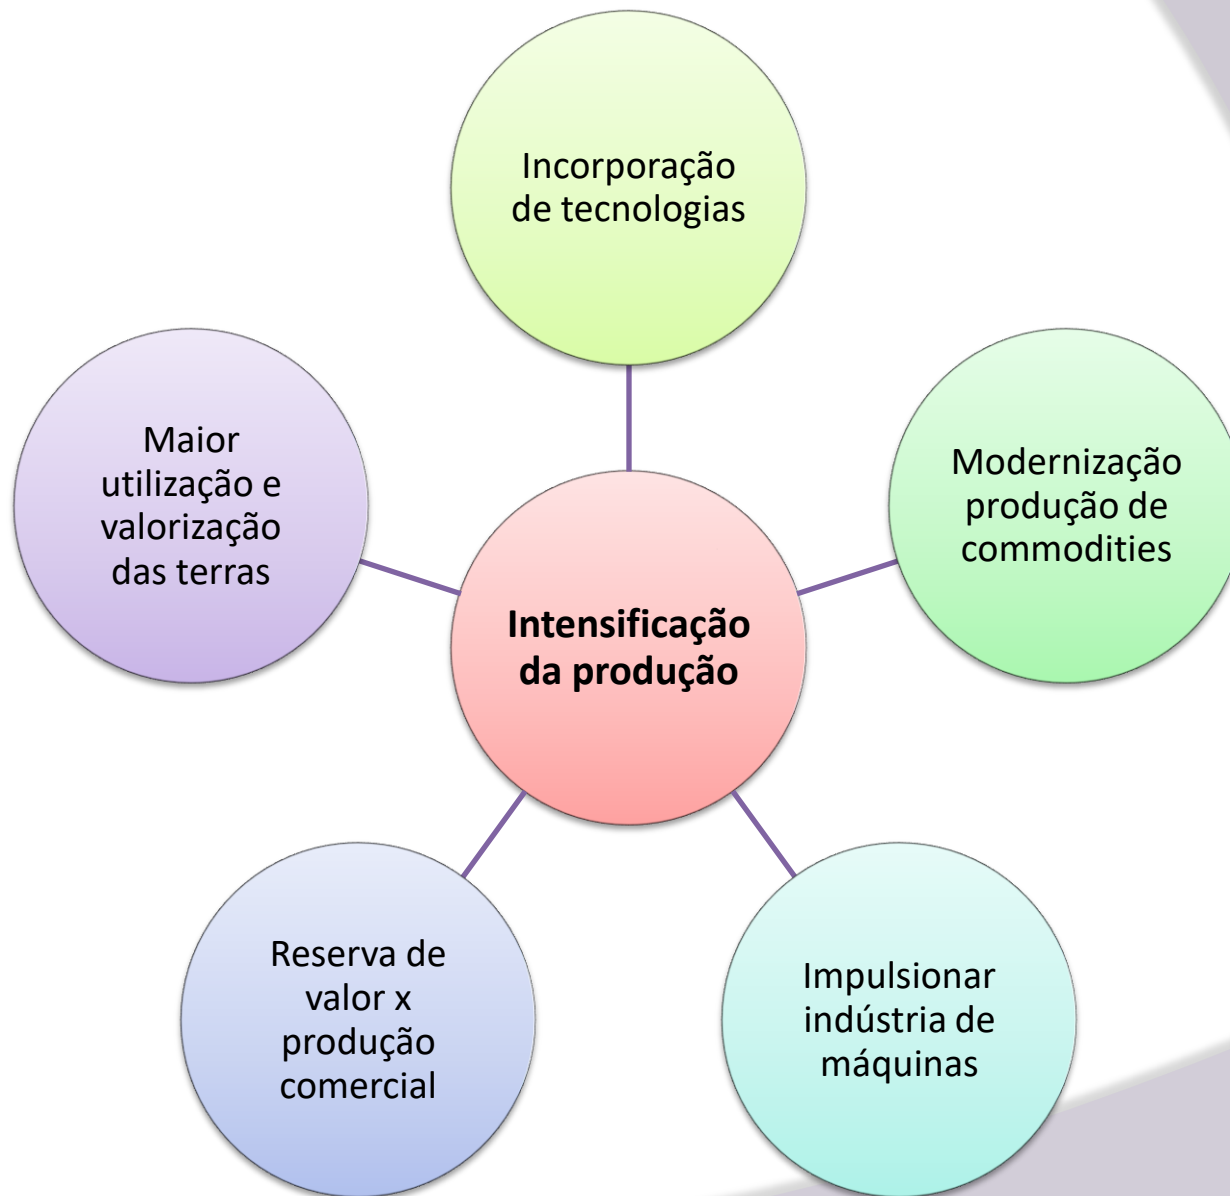 Incorporação
de tecnologias
Modernização
produção de
commodities
Impulsionar
indústria de
máquinas
Reserva de
valor x
produção
comercial
Maior
utilização e
valorização
das terras
Intensificação
da produção